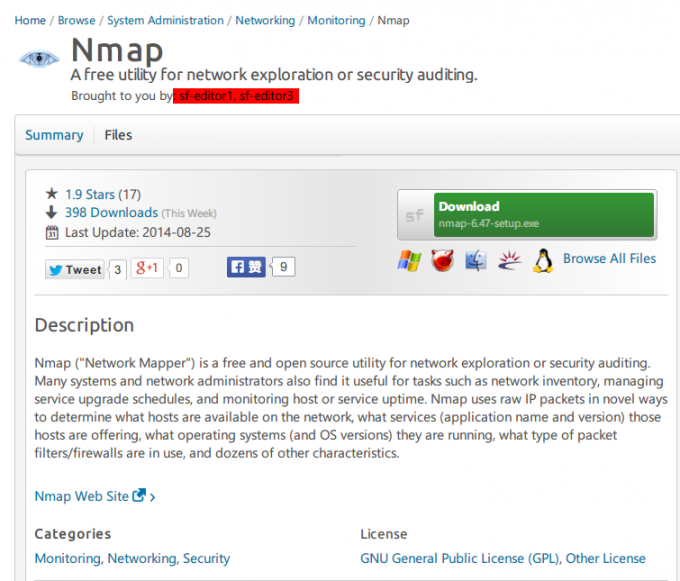 Home / Browse / System Administration / Networking / Monitoring / Nmap
Nmap
A free utility for network exploration or security auditing.
Brought to you by: sf-editor1, sf-editor3
Summary Files
1.9 Stars (17)
398 Downloads (This Week)
31 Last Update: 2014-08-25
sf Download
nmap-6.47-setup.exe
Browse All Files
Tweet 3 g+1 0 f 赞 9
Description
Nmap ("Network Mapper") is a free and open source utility for network exploration or security auditing.
Many systems and network administrators also find it useful for tasks such as network inventory, managing
service upgrade schedules, and monitoring host or service uptime. Nmap uses raw IP packets in novel ways
to determine what hosts are available on the network, what services (application name and version) those
hosts are offering, what operating systems (and OS versions) they are running, what type of packet
filters/firewalls are in use, and dozens of other characteristics.
Nmap Web Site ›
Categories
Monitoring, Networking, Security
License
GNU General Public License (GPL), Other License